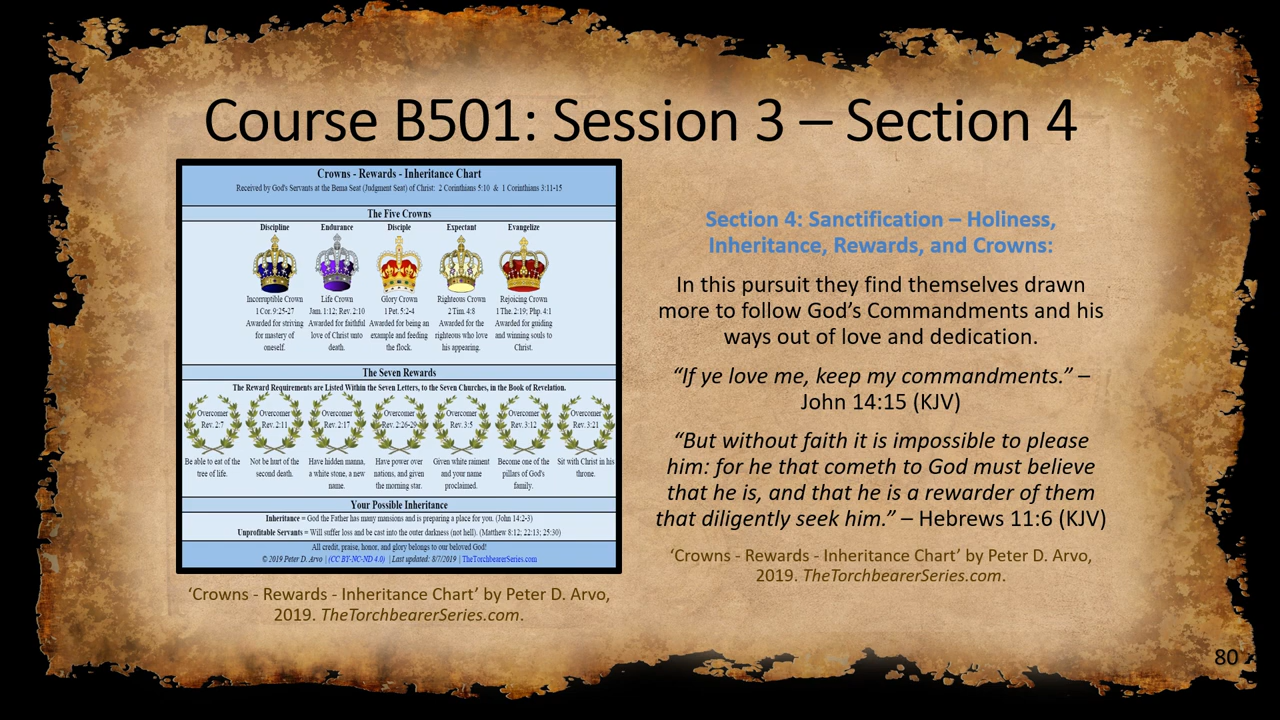 Course B501: Session 3 – Section 4
Crowns - Rewards - Inheritance Chart
Received by God's Servants at the Bema Seat (Judgment Seat) of Christ: 2 Corinthians 5:10 & 1 Corinthians 3:11-15
The Five Crowns
Discipline Endurance Disciple Expectant Evangelize
Incorruptible Crown Life Crown Glory Crown Righteous Crown Rejoicing Crown
1 Cor. 9:25-27 Jam. 1:12; Rev. 2:10 1 Pet. 5:2-4 2 Tim. 4:8 1 The. 2:19; Php. 4:1
Awarded for striving Awarded for faithful Awarded for being an Awarded for the Awarded for guiding
for mastery of love of Christ unto example and feeding righteous who love and winning souls to
oneself. death. the flock. his appearing. Christ.
The Seven Rewards
The Reward Requirements are Listed Within the Seven Letters, to the Seven Churches, in the Book of Revelation.
Overcomer Overcomer Overcomer Overcomer Overcomer Overcomer Overcomer
Rev. 2:7 Rev. 2:11 Rev. 2:17 Rev. 2:26-29 Rev. 3:5 Rev. 3:12 Rev. 3:21
Be able to eat of the Not be hurt of the Have hidden manna, Have power over Given white raiment Become one of the Sit with Christ in his
tree of life. second death. a white stone, a new nations, and given and your name pillars of God's throne.
name. the morning star. proclaimed. family.
Your Possible Inheritance
Inheritance = God the Father has many mansions and is preparing a place for you. (John 14:2-3)
Unprofitable Servants = Will suffer loss and be cast into the outer darkness (not hell). (Matthew 8:12; 22:13; 25:30)
All credit, praise, honor, and glory belongs to our beloved God!
© 2019 Peter D. Arvo | (CC BY-NC-ND 4.0) | Last updated: 8/7/2019 | TheTorchbearerSeries.com
‘Crowns - Rewards - Inheritance Chart’ by Peter D. Arvo,
2019. TheTorchbearerSeries.com.
Section 4: Sanctification – Holiness,
Inheritance, Rewards, and Crowns:
In this pursuit they find themselves drawn
more to follow God’s Commandments and his
ways out of love and dedication.
“If ye love me, keep my commandments.” –
John 14:15 (KJV)
“But without faith it is impossible to please
him: for he that cometh to God must believe
that he is, and that he is a rewarder of them
that diligently seek him.” – Hebrews 11:6 (KJV)
‘Crowns - Rewards - Inheritance Chart’ by Peter D. Arvo,
2019. TheTorchbearerSeries.com.
80